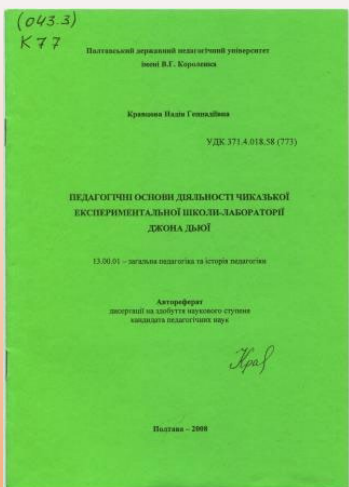 (043.3)
К77
Полтавський державний педагогічний університет
імені В.Г. Короленка
Кравцова Надія Геннадіївна
УДК 371.4.018.58 (773)
ПЕДАГОГІЧНІ ОСНОВИ ДІЯЛЬНОСТІ ЧИКАЗЬКОЇ
ЕКСПЕРИМЕНТАЛЬНОЇ ШКОЛИ-ЛАБОРАТОРІЇ
ДЖОНА ДЬЮЇ
13.00.01 – загальна педагогіка та історія педагогіки
Автореферат
дисертації на здобуття наукового ступеня
кандидата педагогічних наук
Крав
Полтава – 2008